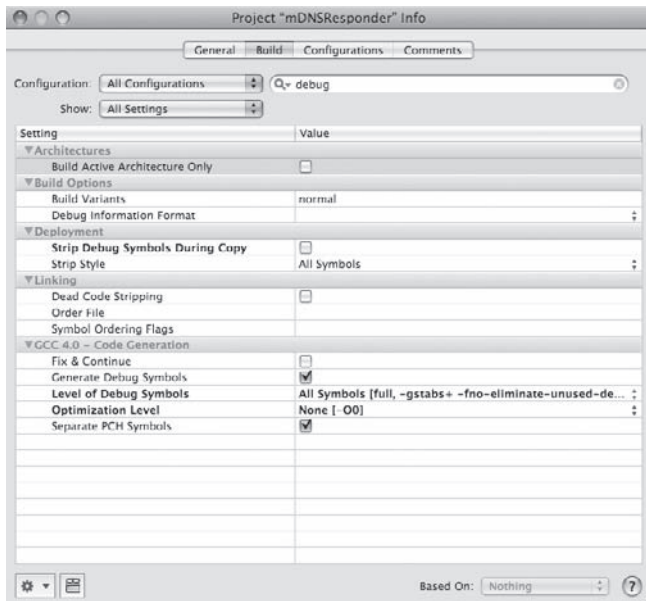 Project "mDNSResponder" Info
General Build Configurations Comments
Configuration: All Configurations debug
Show: All Settings
Setting Value
Architectures
Build Active Architecture Only
Build Options
Build Variants normal
Debug Information Format
Deployment
Strip Debug Symbols During Copy
Strip Style All Symbols
Linking
Dead Code Stripping
Order File
Symbol Ordering Flags
GCC 4.0 - Code Generation
Fix & Continue
Generate Debug Symbols
Level of Debug Symbols All Symbols [full, -gstabs+ -fno-eliminate-unused-de...
Optimization Level None [-O0]
Separate PCH Symbols
Based On: Nothing ?